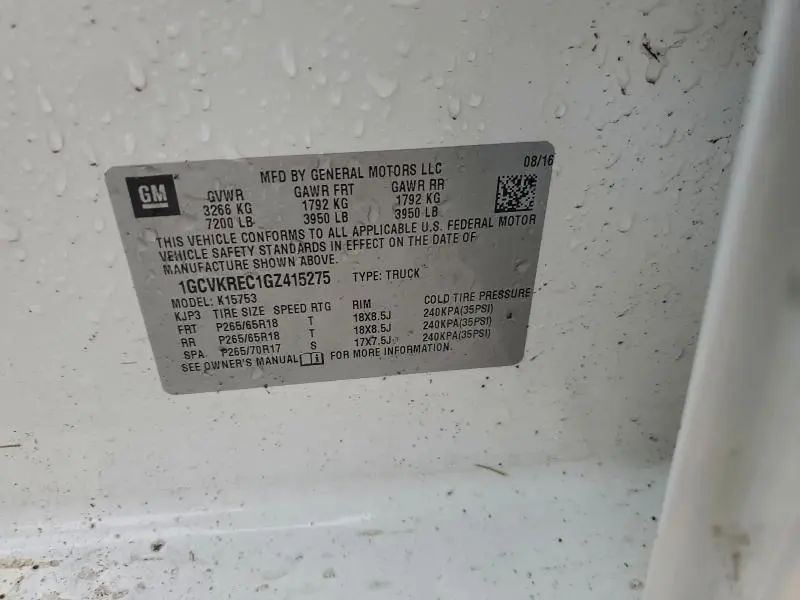 MFD BY GENERAL MOTORS LLC 08/16
GM
GVWR GAWR FRT GAWR RR
3266 KG 1792 KG 1792 KG
7200 LB 3950 LB 3950 LB
THIS VEHICLE CONFORMS TO ALL APPLICABLE U.S. FEDERAL MOTOR
VEHICLE SAFETY STANDARDS IN EFFECT ON THE DATE OF
MANUFACTURE SHOWN ABOVE.
1GCVKREC1GZ415275 TYPE: TRUCK
MODEL: K15753
KJP3 TIRE SIZE SPEED RTG RIM COLD TIRE PRESSURE
FRT P265/65R18 T 18X8.5J 240KPA(35PSI)
RR P265/65R18 T 18X8.5J 240KPA(35PSI)
SPA P265/70R17 S 17X7.5J 240KPA(35PSI)
SEE OWNER'S MANUAL i FOR MORE INFORMATION.